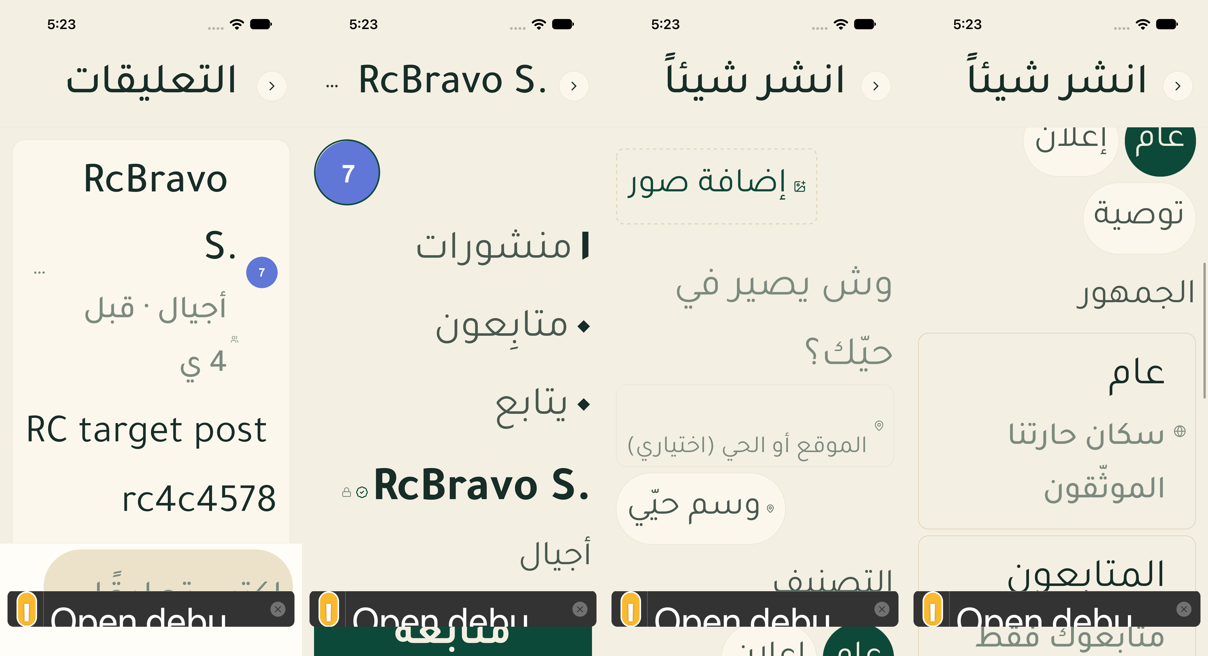 5:23
التعليقات
RcBravo
S.
7
أجيال · قبل
4 ي
RC target post
rc4c4578
Open debu
5:23
RcBravo S.
7
منشورات
متابِعون
يتابع
RcBravo S.
أجيال
Open debu
متابعة
5:23
انشر شيئاً
إضافة صور
وش يصير في
حيّك؟
الموقع أو الحي (اختياري)
وسم حيّي
التصنيف
Open debu
عام
إعلان
5:23
انشر شيئاً
عام
إعلان
توصية
الجمهور
عام
سكان حارتنا
الموثّقون
المتابعون
Open debu
متابعوك فقط